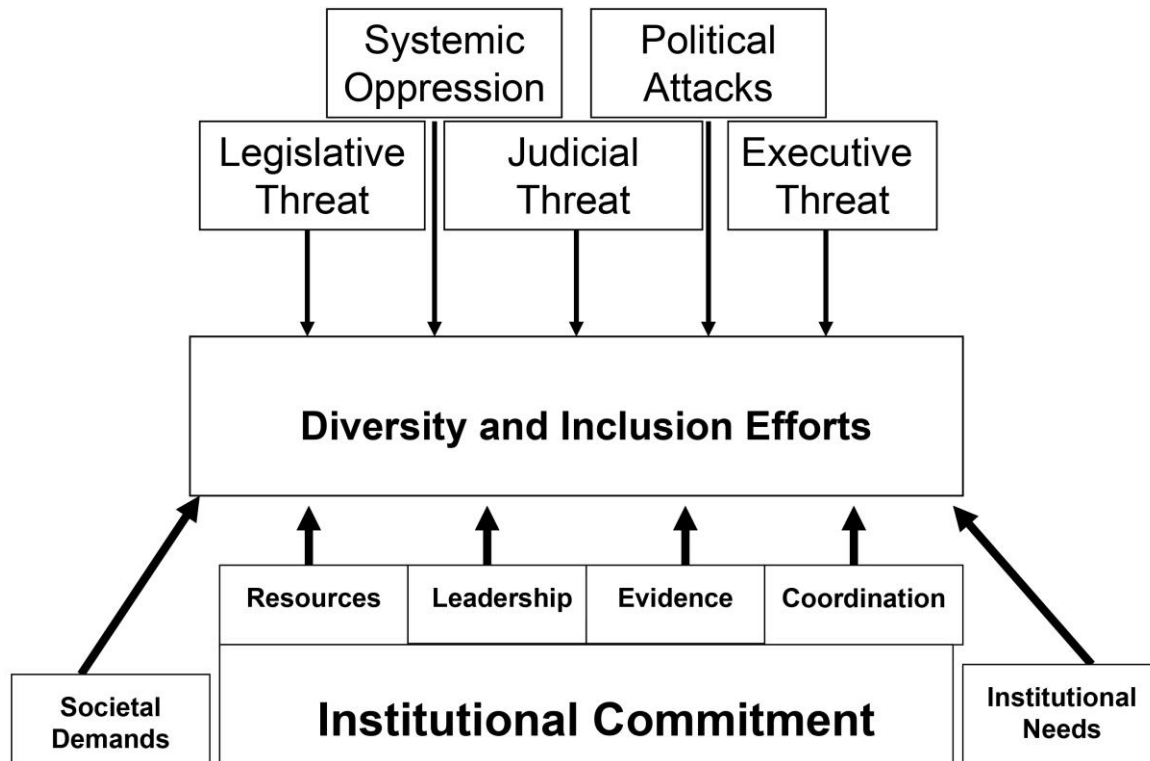 Systemic
Oppression
Political
Attacks
Legislative
Threat
Judicial
Threat
Executive
Threat
Diversity and Inclusion Efforts
Resources
Leadership
Evidence
Coordination
Societal
Demands
Institutional Commitment
Institutional
Needs